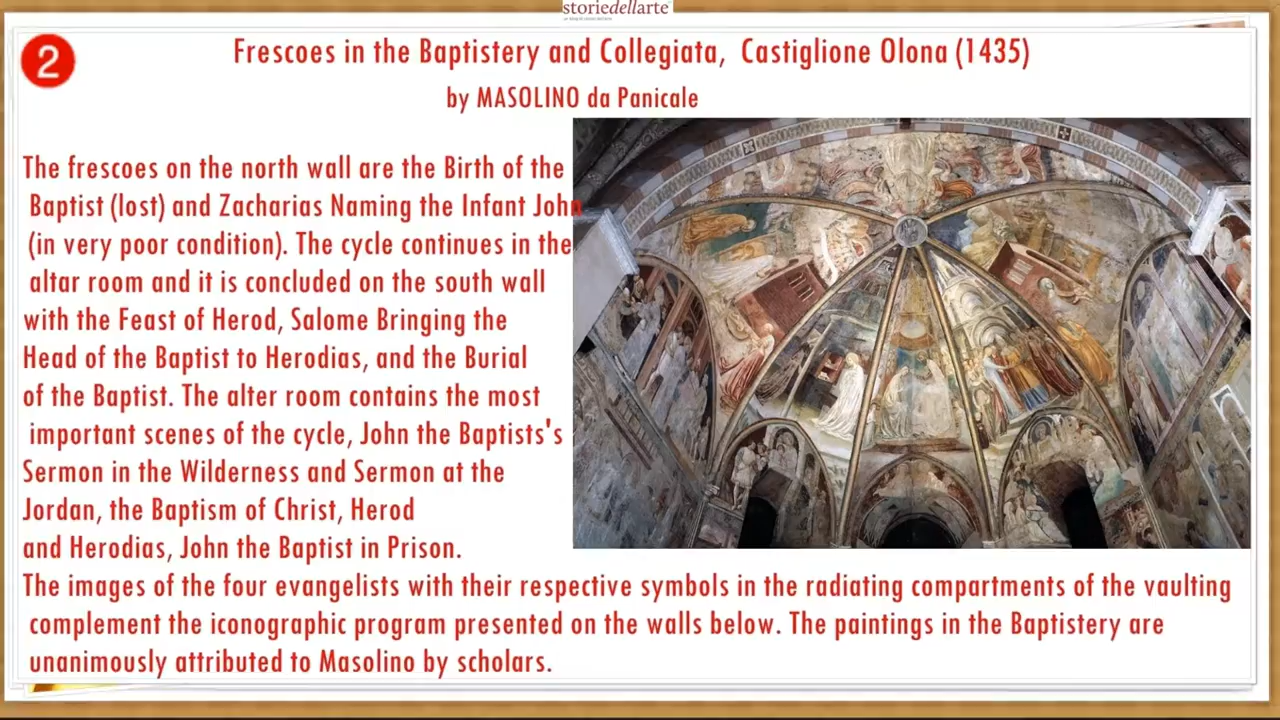 storiedellarte
2
Frescoes in the Baptistery and Collegiata, Castiglione Olona (1435)
by MASOLINO da Panicale
The frescoes on the north wall are the Birth of the
Baptist (lost) and Zacharias Naming the Infant John
(in very poor condition). The cycle continues in the
altar room and it is concluded on the south wall
with the Feast of Herod, Salome Bringing the
Head of the Baptist to Herodias, and the Burial
of the Baptist. The alter room contains the most
important scenes of the cycle, John the Baptists's
Sermon in the Wilderness and Sermon at the
Jordan, the Baptism of Christ, Herod
and Herodias, John the Baptist in Prison.
The images of the four evangelists with their respective symbols in the radiating compartments of the vaulting
complement the iconographic program presented on the walls below. The paintings in the Baptistery are
unanimously attributed to Masolino by scholars.